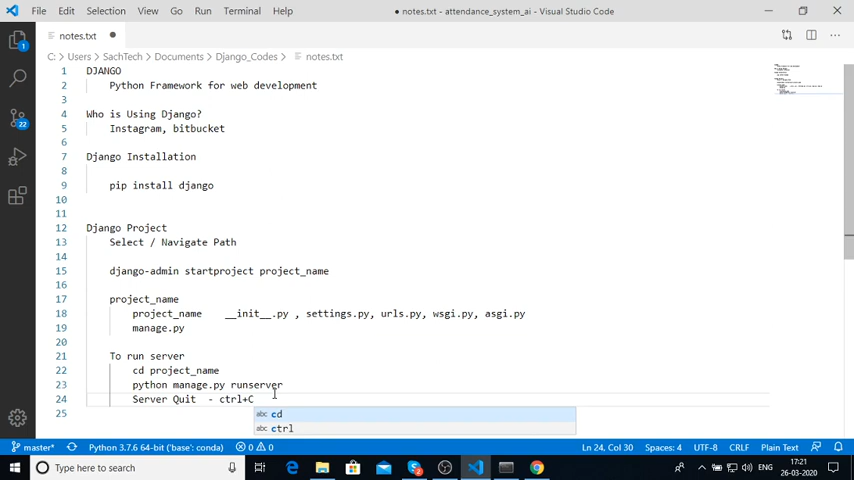 File Edit Selection View Go Run Terminal Help
● notes.txt - attendance_system_ai - Visual Studio Code
notes.txt
C: > Users > SachTech > Documents > Django_Codes > notes.txt
1 DJANGO
2 Python Framework for web development
3
4 Who is Using Django?
5 Instagram, bitbucket
6
7 Django Installation
8
9 pip install django
10
11
12 Django Project
13 Select / Navigate Path
14
15 django-admin startproject project_name
16
17 project_name
18 project_name __init__.py , settings.py, urls.py, wsgi.py, asgi.py
19 manage.py
20
21 To run server
22 cd project_name
23 python manage.py runserver
24 Server Quit - ctrl+C
25
abc cd
abc ctrl
1
22
master* Python 3.7.6 64-bit ('base': conda) 0 0 Ln 24, Col 30 Spaces: 4 UTF-8 CRLF Plain Text
Type here to search
2
ENG
17:21
26-03-2020